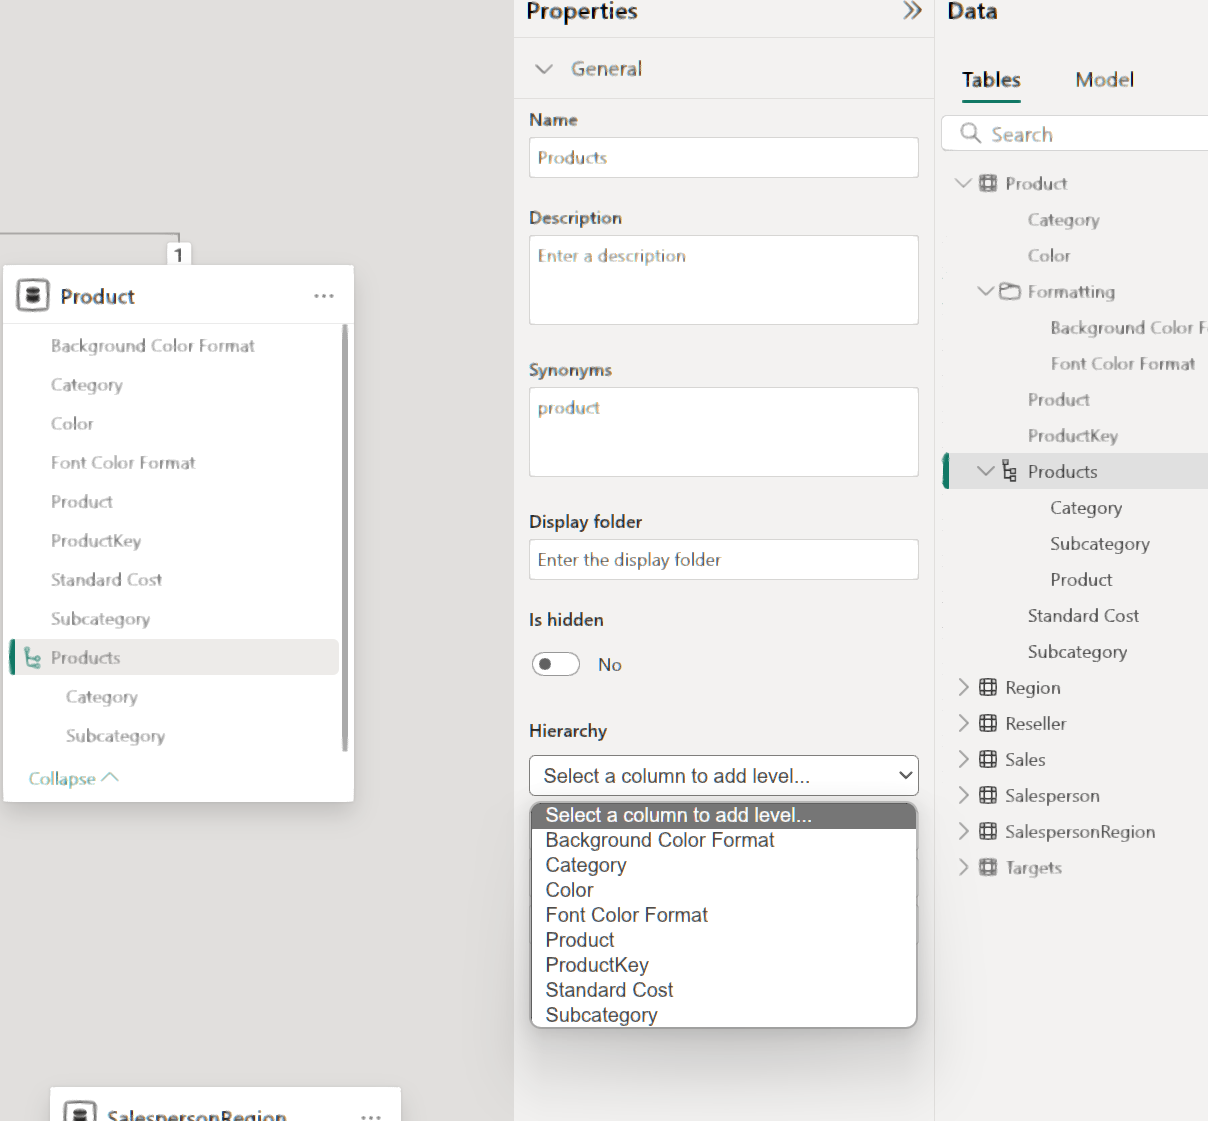 1
Product
Background Color Format
Category
Color
Font Color Format
Product
ProductKey
Standard Cost
Subcategory
Products
Category
Subcategory
Collapse
SalespersonRegion
Properties
General
Name
Products
Description
Enter a description
Synonyms
product
Display folder
Enter the display folder
Is hidden
No
Hierarchy
Select a column to add level...
Select a column to add level...
Background Color Format
Category
Color
Font Color Format
Product
ProductKey
Standard Cost
Subcategory
Data
Tables Model
Search
Product
Category
Color
Formatting
Background Color F
Font Color Format
Product
ProductKey
Products
Category
Subcategory
Product
Standard Cost
Subcategory
Region
Reseller
Sales
Salesperson
SalespersonRegion
Targets